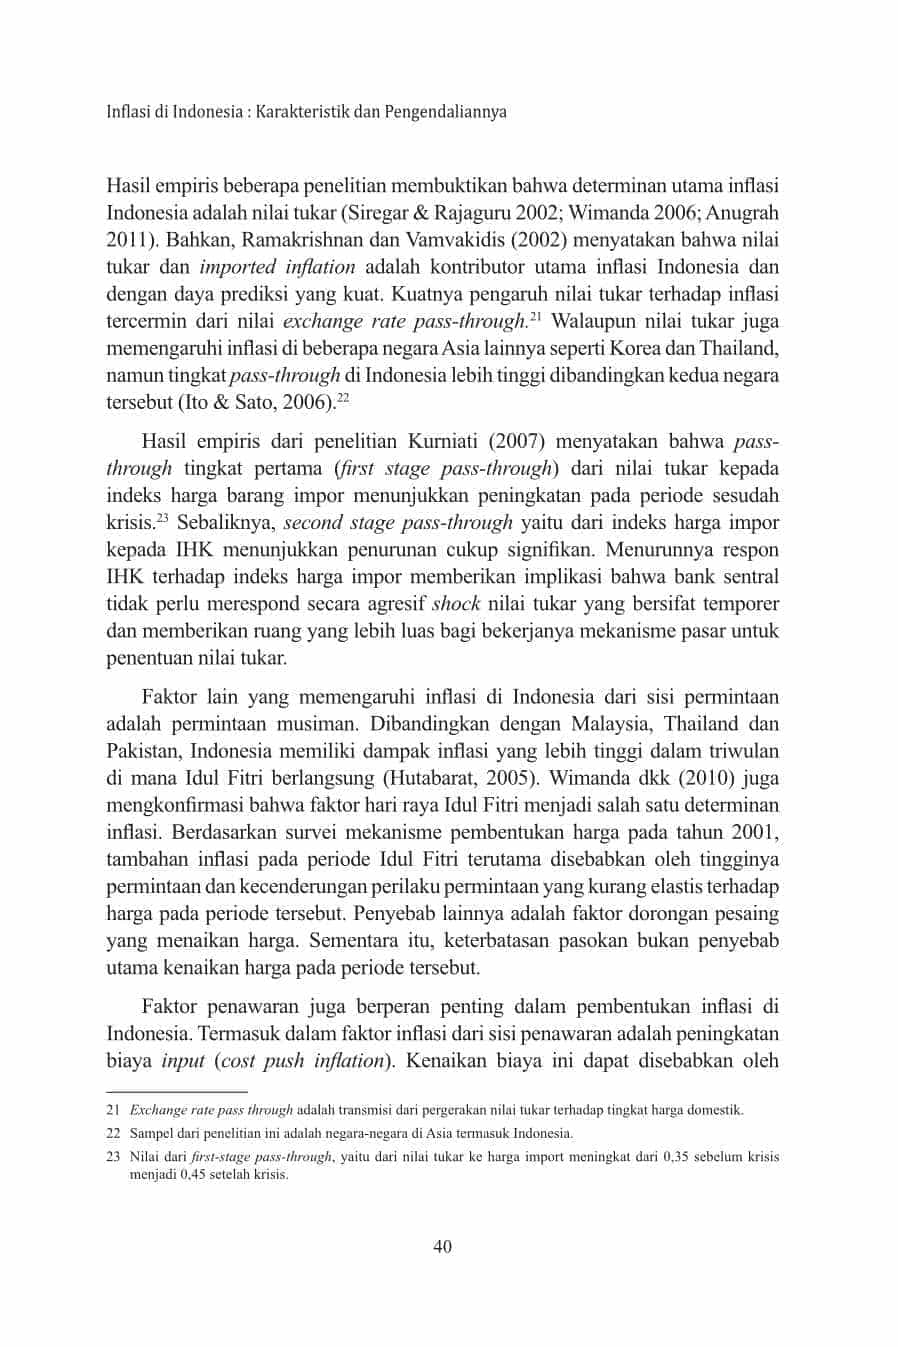 Inflasi di Indonesia : Karakteristik dan Pengendaliannya
Hasil empiris beberapa penelitian membuktikan bahwa determinan utama inflasi
Indonesia adalah nilai tukar (Siregar & Rajaguru 2002; Wimanda 2006; Anugrah
2011). Bahkan, Ramakrishnan dan Vamvakidis (2002) menyatakan bahwa nilai
tukar dan imported inflation adalah kontributor utama inflasi Indonesia dan
dengan daya prediksi yang kuat. Kuatnya pengaruh nilai tukar terhadap inflasi
tercermin dari nilai exchange rate pass-through.21 Walaupun nilai tukar juga
memengaruhi inflasi di beberapa negara Asia lainnya seperti Korea dan Thailand,
namun tingkat pass-through di Indonesia lebih tinggi dibandingkan kedua negara
tersebut (Ito & Sato, 2006).22
Hasil empiris dari penelitian Kurniati (2007) menyatakan bahwa pass-
through tingkat pertama (first stage pass-through) dari nilai tukar kepada
indeks harga barang impor menunjukkan peningkatan pada periode sesudah
krisis.23 Sebaliknya, second stage pass-through yaitu dari indeks harga impor
kepada IHK menunjukkan penurunan cukup signifikan. Menurunnya respon
IHK terhadap indeks harga impor memberikan implikasi bahwa bank sentral
tidak perlu merespond secara agresif shock nilai tukar yang bersifat temporer
dan memberikan ruang yang lebih luas bagi bekerjanya mekanisme pasar untuk
penentuan nilai tukar.
Faktor lain yang memengaruhi inflasi di Indonesia dari sisi permintaan
adalah permintaan musiman. Dibandingkan dengan Malaysia, Thailand dan
Pakistan, Indonesia memiliki dampak inflasi yang lebih tinggi dalam triwulan
di mana Idul Fitri berlangsung (Hutabarat, 2005). Wimanda dkk (2010) juga
mengkonfirmasi bahwa faktor hari raya Idul Fitri menjadi salah satu determinan
inflasi. Berdasarkan survei mekanisme pembentukan harga pada tahun 2001,
tambahan inflasi pada periode Idul Fitri terutama disebabkan oleh tingginya
permintaan dan kecenderungan perilaku permintaan yang kurang elastis terhadap
harga pada periode tersebut. Penyebab lainnya adalah faktor dorongan pesaing
yang menaikan harga. Sementara itu, keterbatasan pasokan bukan penyebab
utama kenaikan harga pada periode tersebut.
Faktor penawaran juga berperan penting dalam pembentukan inflasi di
Indonesia. Termasuk dalam faktor inflasi dari sisi penawaran adalah peningkatan
biaya input (cost push inflation). Kenaikan biaya ini dapat disebabkan oleh
21 Exchange rate pass through adalah transmisi dari pergerakan nilai tukar terhadap tingkat harga domestik.
22 Sampel dari penelitian ini adalah negara-negara di Asia termasuk Indonesia.
23 Nilai dari first-stage pass-through, yaitu dari nilai tukar ke harga import meningkat dari 0,35 sebelum krisis
menjadi 0,45 setelah krisis.
40